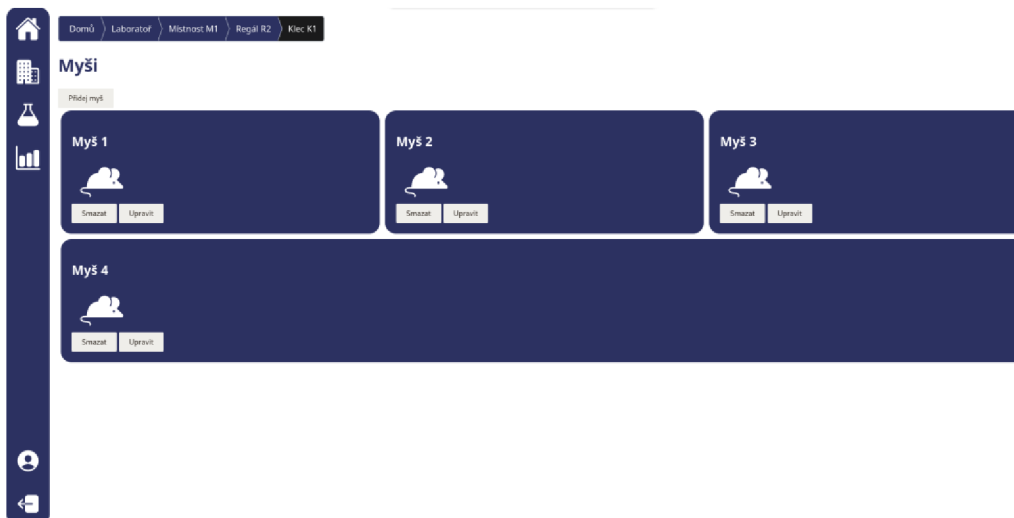 Domů Laboratoř Místnost M1 Regál R2 Klec K1
Myši
Přidej myš
Myš 1 Myš 2 Myš 3
Smazat Upravit Smazat Upravit Smazat Upravit
Myš 4
Smazat Upravit